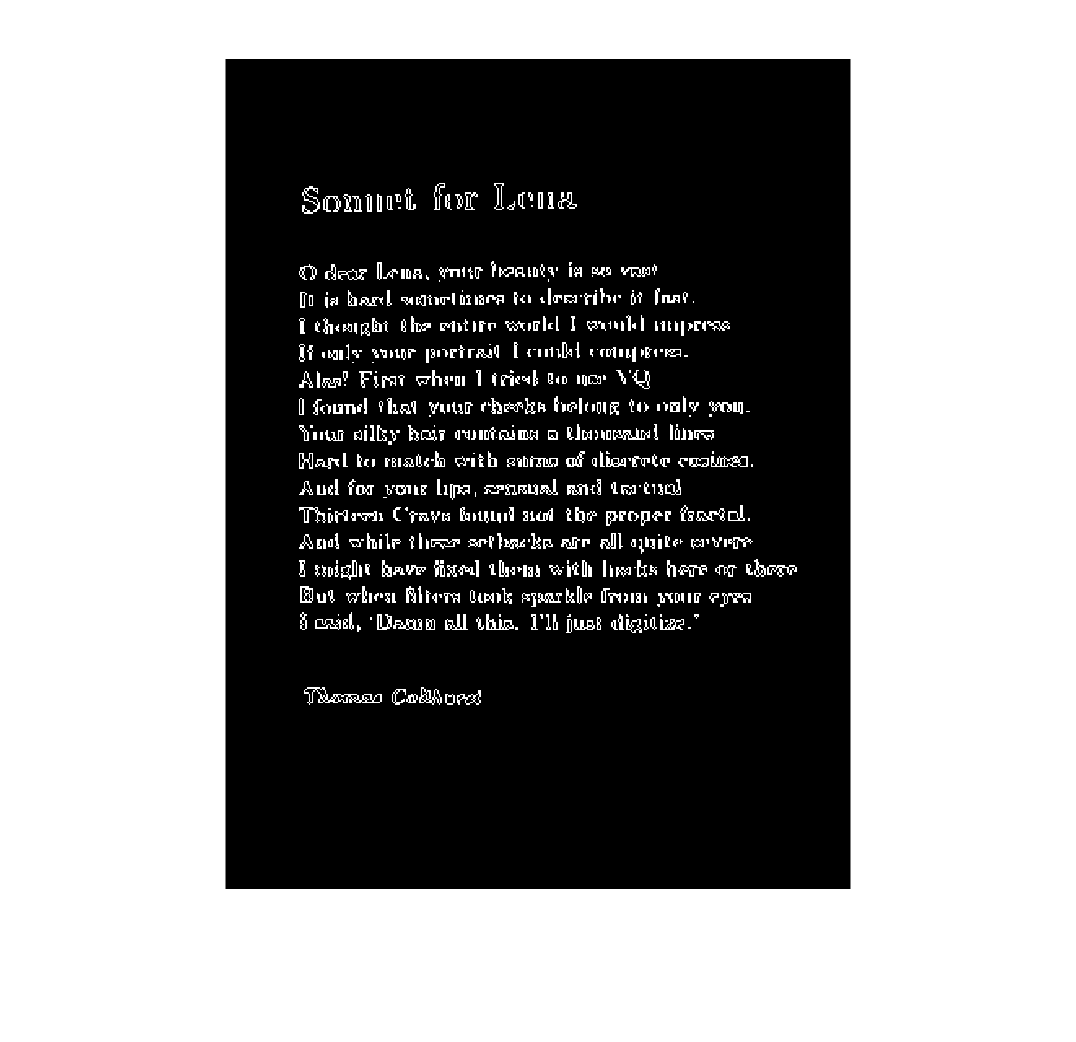 Sonnet for Lena
O dear Lena, your beauty is so vast
It is hard sometimes to describe it fast.
I thought the entire world I would impress
If only your portrait I could compress.
Alas! First when I tried to use VQ
I found that your cheeks belong to only you.
Your silky hair contains a thousand lines
Hard to match with sums of discrete cosines.
And for your lips, sensual and tactual
Thirteen Crays found not the proper fractal.
And while these setbacks are all quite severe
I might have fixed them with hacks here or there
But when filters took sparkle from your eyes
I said, 'Damn all this. I'll just digitize.'
Thomas Colthurst